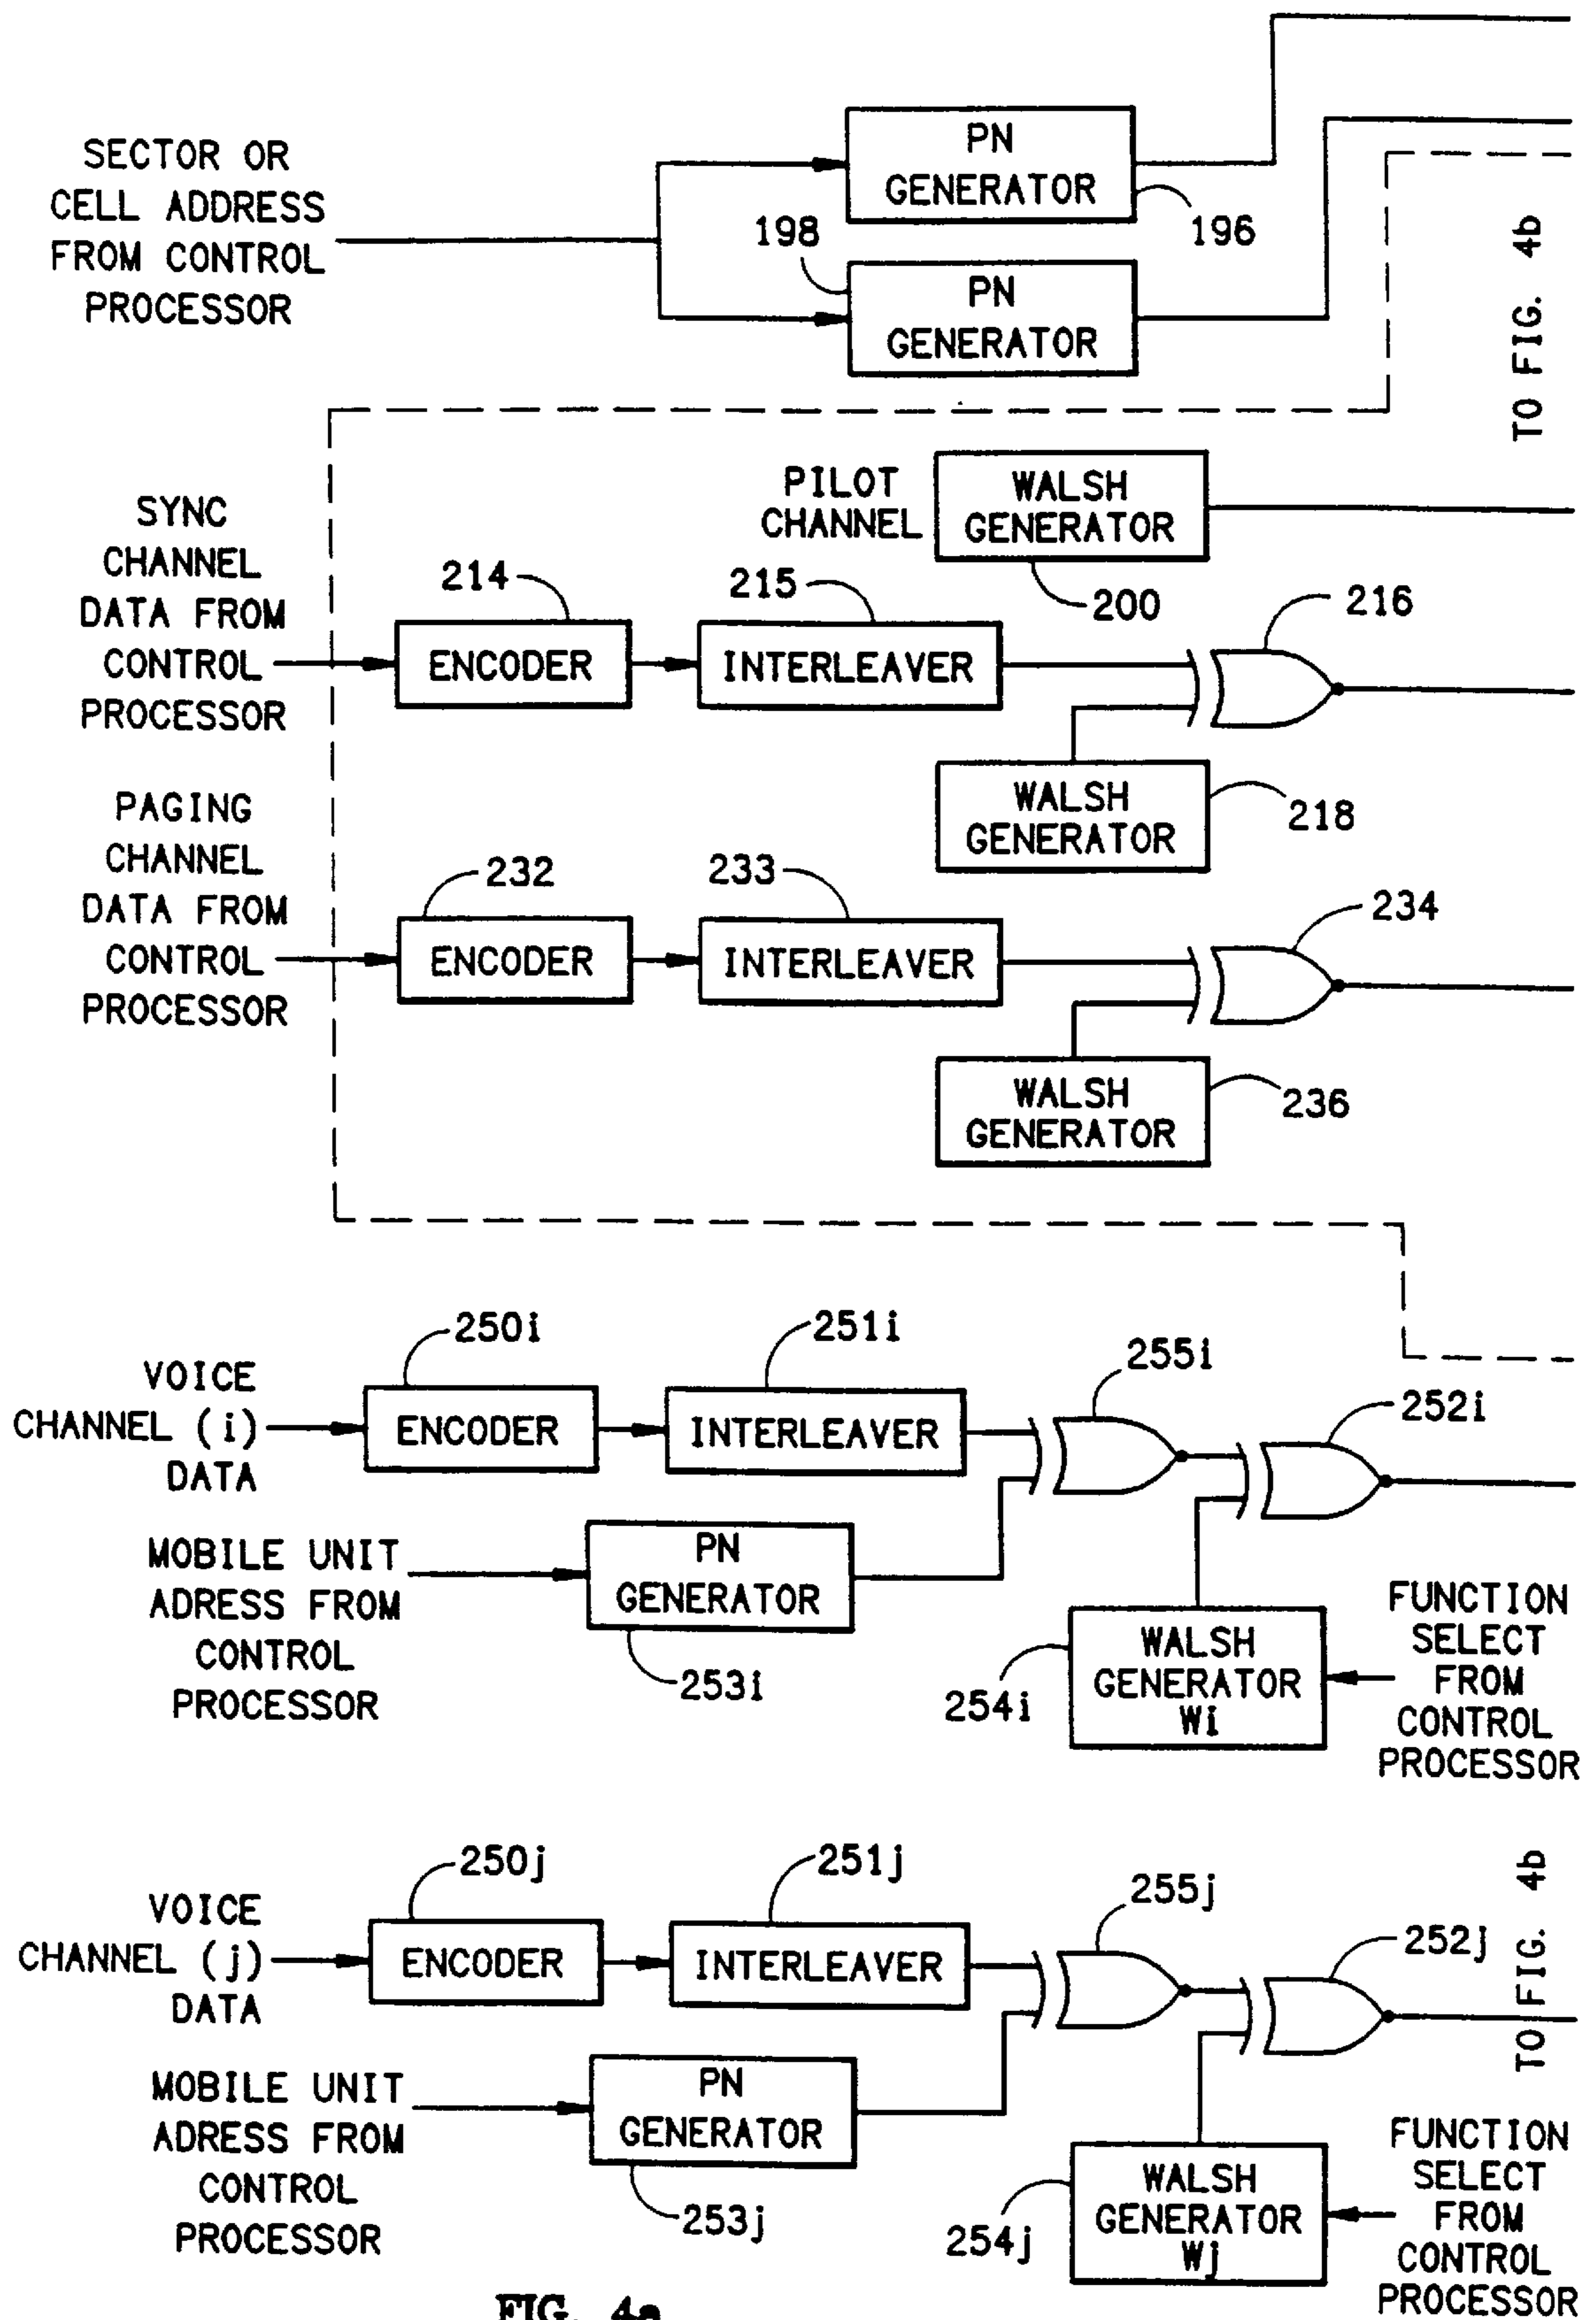 SECTOR OR
CELL ADDRESS
FROM CONTROL
PROCESSOR
PN
GENERATOR
196
198
PN
GENERATOR
TO FIG. 4b
PILOT
CHANNEL
WALSH
GENERATOR
200
SYNC
CHANNEL
DATA FROM
CONTROL
PROCESSOR
214
ENCODER
215
INTERLEAVER
216
WALSH
GENERATOR
218
PAGING
CHANNEL
DATA FROM
CONTROL
PROCESSOR
232
ENCODER
233
INTERLEAVER
234
WALSH
GENERATOR
236
VOICE
CHANNEL (i)
DATA
250i
ENCODER
251i
INTERLEAVER
255i
252i
MOBILE UNIT
ADRESS FROM
CONTROL
PROCESSOR
PN
GENERATOR
253i
254i
WALSH
GENERATOR
Wi
FUNCTION
SELECT
FROM
CONTROL
PROCESSOR
VOICE
CHANNEL (j)
DATA
250j
ENCODER
251j
INTERLEAVER
255j
252j
TO FIG. 4b
MOBILE UNIT
ADRESS FROM
CONTROL
PROCESSOR
PN
GENERATOR
253j
254j
WALSH
GENERATOR
Wj
FUNCTION
SELECT
FROM
CONTROL
PROCESSOR
FIG. 4a